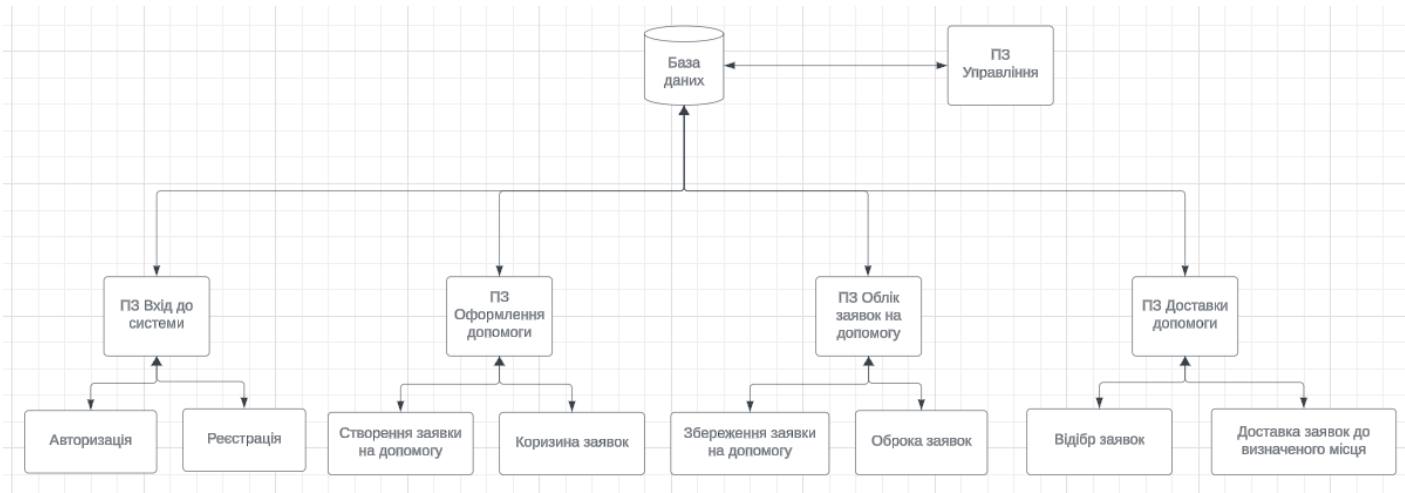 База
даних
ПЗ
Управління
ПЗ Вхід до
системи
ПЗ
Оформлення
допомоги
ПЗ Облік
заявок на
допомогу
ПЗ Доставки
допомоги
Авторизація
Реєстрація
Створення заявки
на допомогу
Коризина заявок
Збереження заявки
на допомогу
Оброка заявок
Відібр заявок
Доставка заявок до
визначеного місця